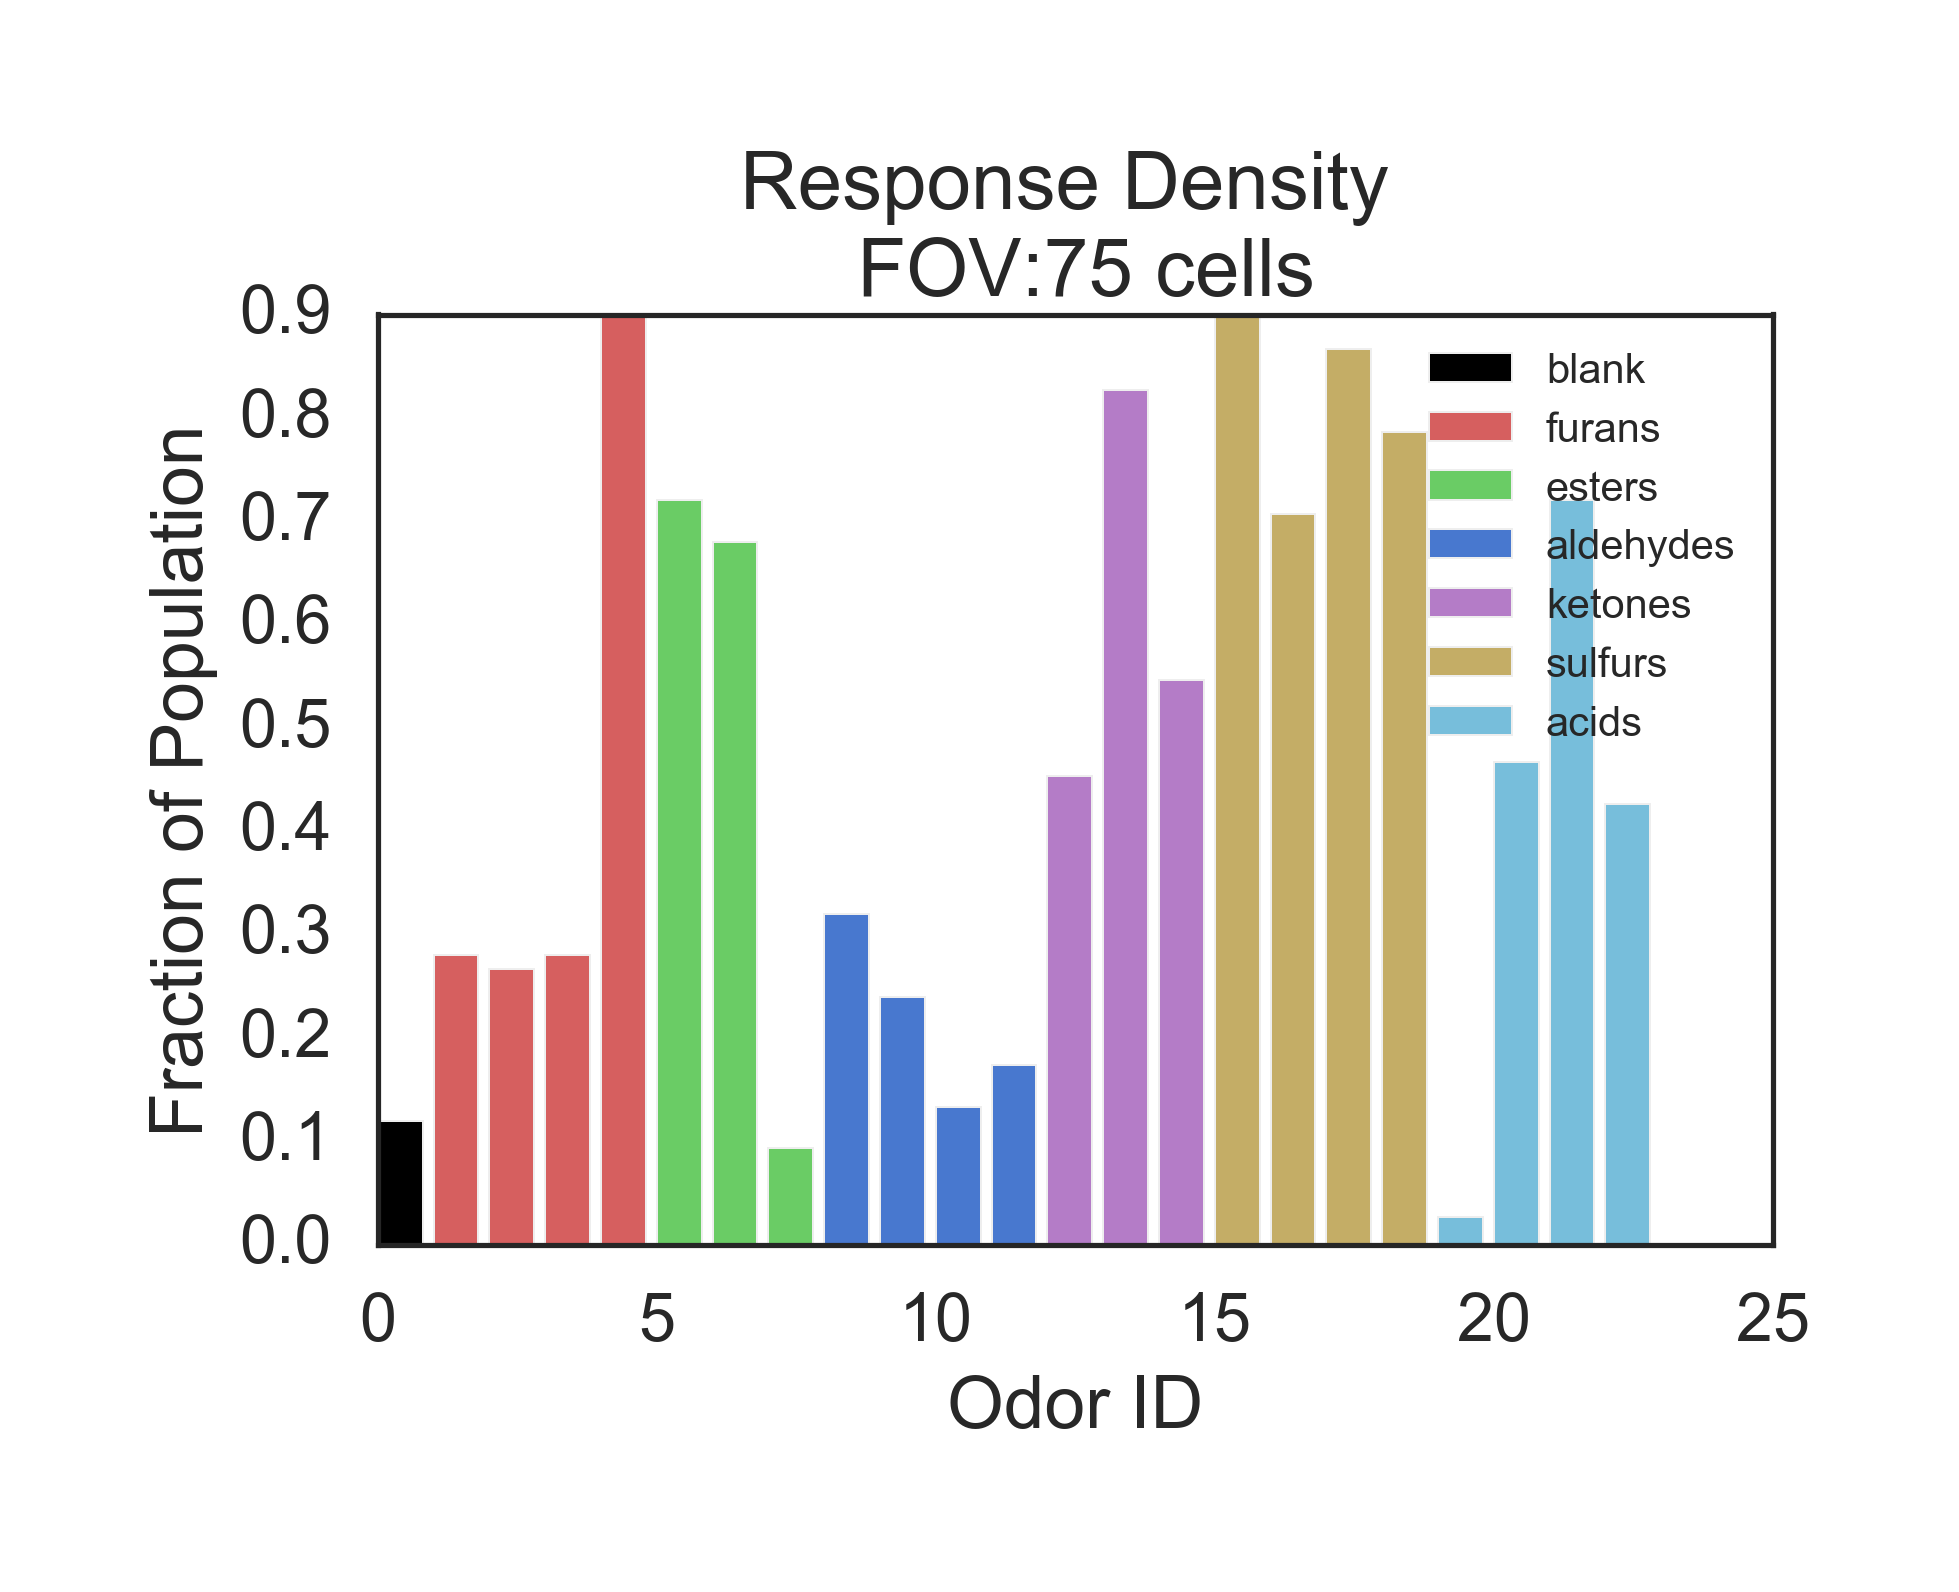 Response Density
FOV:75 cells
0.9
0.8
0.7
0.6
0.5
0.4
0.3
0.2
0.1
0.0
Fraction of Population
blank
furans
esters
aldehydes
ketones
sulfurs
acids
0 5 10 15 20 25
Odor ID